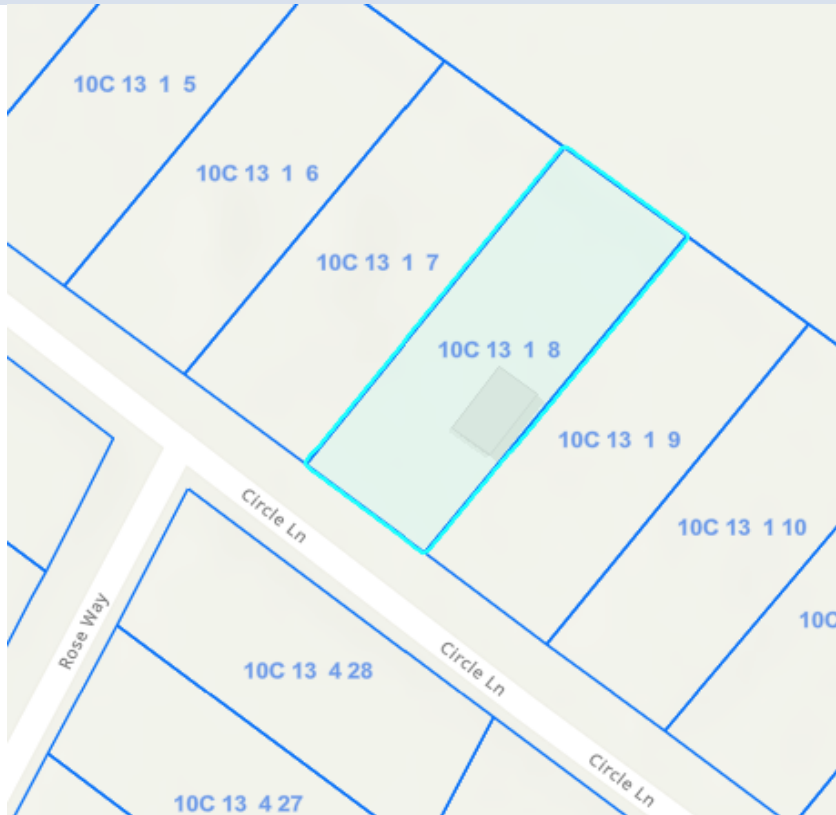 10C 13  1  5
10C 13  1  6
10C 13  1  7
10C 13  1  8
10C 13  1  9
10C 13  1 10
10C
Circle Ln
Rose Way
Circle Ln
10C 13  4 28
Circle Ln
10C 13  4 27